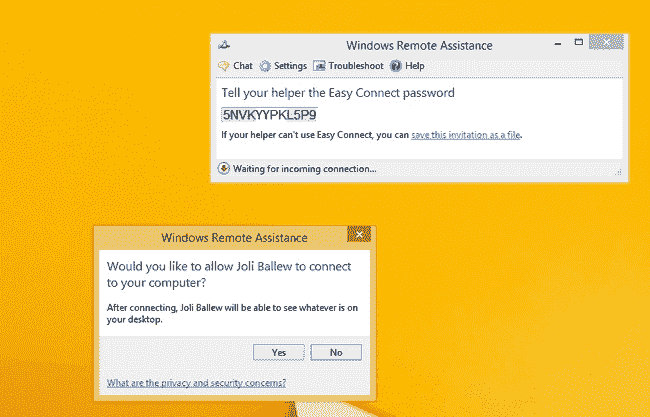 Windows Remote Assistance
Chat Settings Troubleshoot Help
Tell your helper the Easy Connect password
5NVKYYPKL5P9
If your helper can't use Easy Connect, you can save this invitation as a file.
Waiting for incoming connection...
Windows Remote Assistance
Would you like to allow Joli Ballew to connect
to your computer?
After connecting, Joli Ballew will be able to see whatever is on
your desktop.
Yes No
What are the privacy and security concerns?